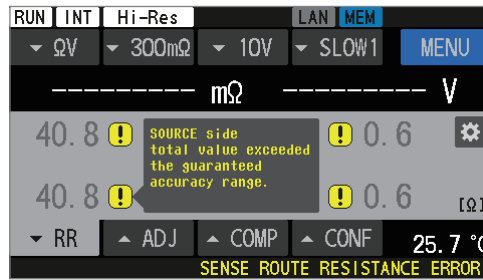 RUN INT Hi-Res LAN MEM
ΩV 300mΩ 10V SLOW1 MENU
---------- mΩ ---------- V
40.8 ! SOURCE side ! 0.6
total value exceeded
the guaranteed
accuracy range.
40.8 ! ! 0.6 [Ω]
RR ADJ COMP CONF 25.7 °C
SENSE ROUTE RESISTANCE ERROR